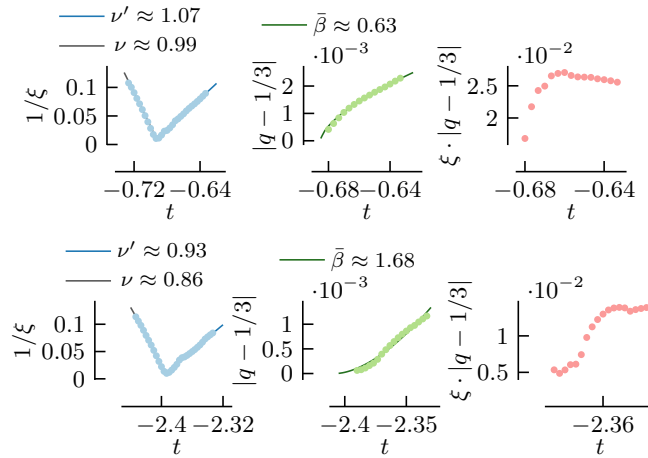 ν′ ≈ 1.07
ν ≈ 0.99
β̄ ≈ 0.63
·10⁻³
·10⁻²
1/ξ
0.1
0.05
0
−0.72 −0.64
t
|q − 1/3|
2
1
0
−0.68 −0.64
t
ξ · |q − 1/3|
2.5
2
−0.68 −0.64
t
ν′ ≈ 0.93
ν ≈ 0.86
β̄ ≈ 1.68
·10⁻³
·10⁻²
1/ξ
0.1
0.05
0
−2.4 −2.32
t
|q − 1/3|
1
0.5
0
−2.4 −2.35
t
ξ · |q − 1/3|
1
0.5
−2.36
t